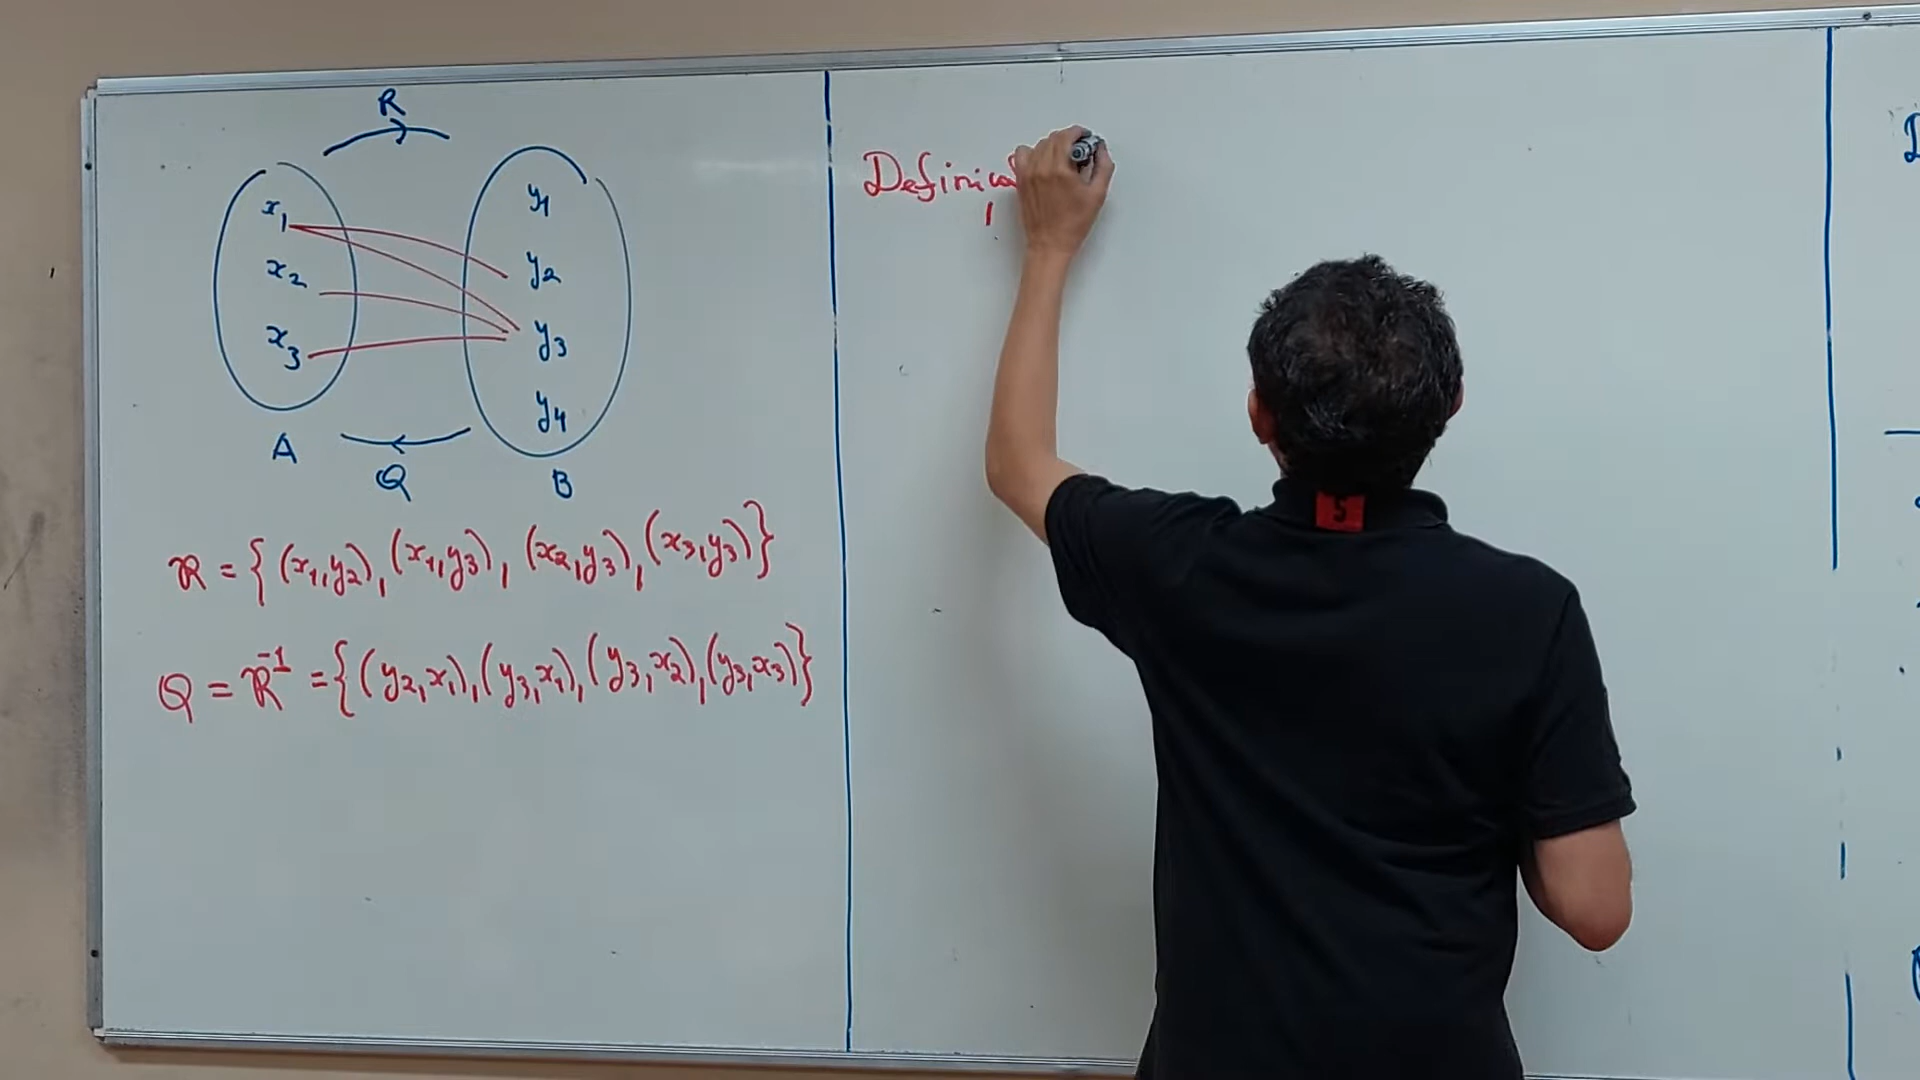 R
x₁
x₂
x₃
y₁
y₂
y₃
y₄
A
Q
B
R = {(x₁,y₂), (x₁,y₃), (x₂,y₃), (x₃,y₃)}
Q = R⁻¹ = {(y₂,x₁), (y₃,x₁), (y₃,x₂), (y₃,x₃)}
5